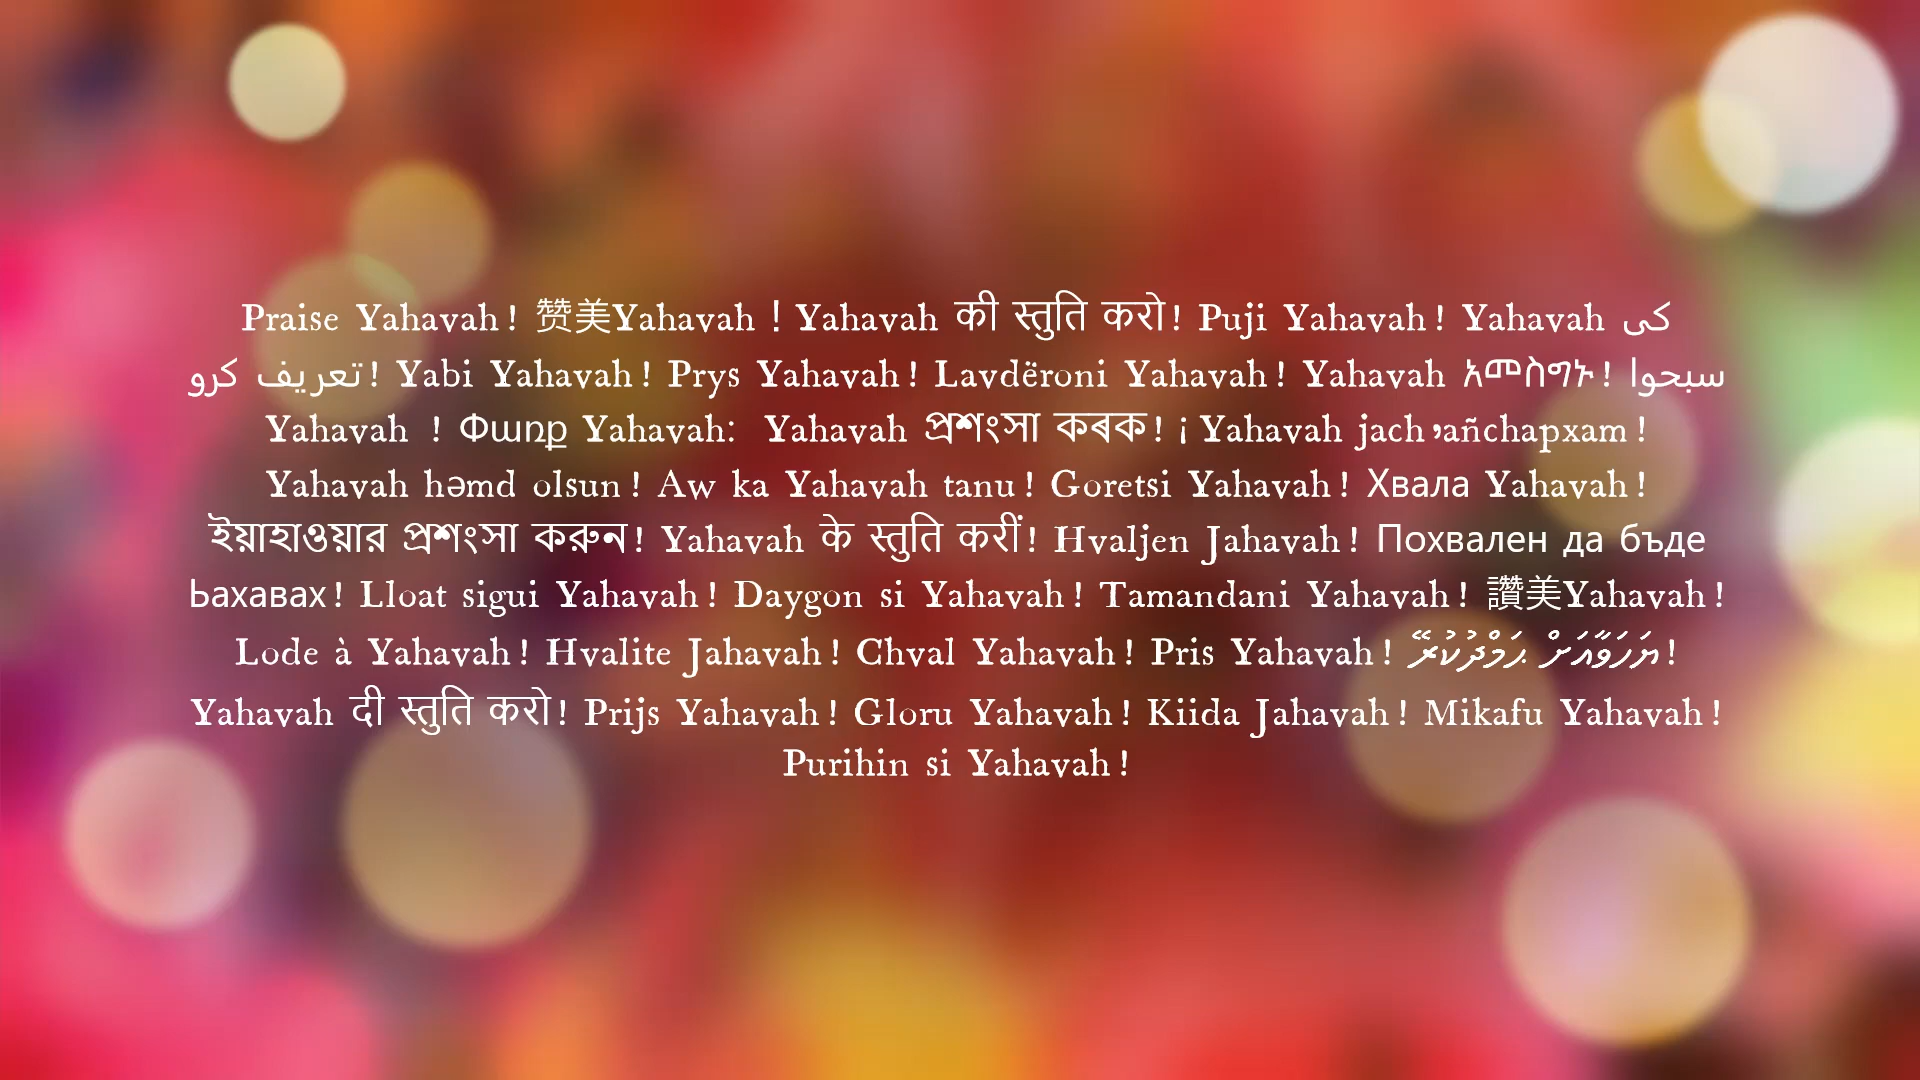 Praise Yahavah! 赞美Yahavah！Yahavah की स्तुति करो! Puji Yahavah! Yahavah کی
تعریف کرو! Yabi Yahavah! Prys Yahavah! Lavdëroni Yahavah! Yahavah አመስግኑ! سبحوا
Yahavah ! Փառք Yahavah: Yahavah প্ৰশংসা কৰক! ¡Yahavah jach’añchapxam!
Yahavah həmd olsun! Aw ka Yahavah tanu! Goretsi Yahavah! Хвала Yahavah!
ইয়াহাওয়ার প্রশংসা করুন! Yahavah के स्तुति करीं! Hvaljen Jahavah! Похвален да бъде
Ьахавах! Lloat sigui Yahavah! Daygon si Yahavah! Tamandani Yahavah! 讚美Yahavah!
Lode à Yahavah! Hvalite Jahavah! Chval Yahavah! Pris Yahavah! ޔަހަވާއަށް ޙަމްދުކުރޭ!
Yahavah दी स्तुति करो! Prijs Yahavah! Gloru Yahavah! Kiida Jahavah! Mikafu Yahavah!
Purihin si Yahavah!